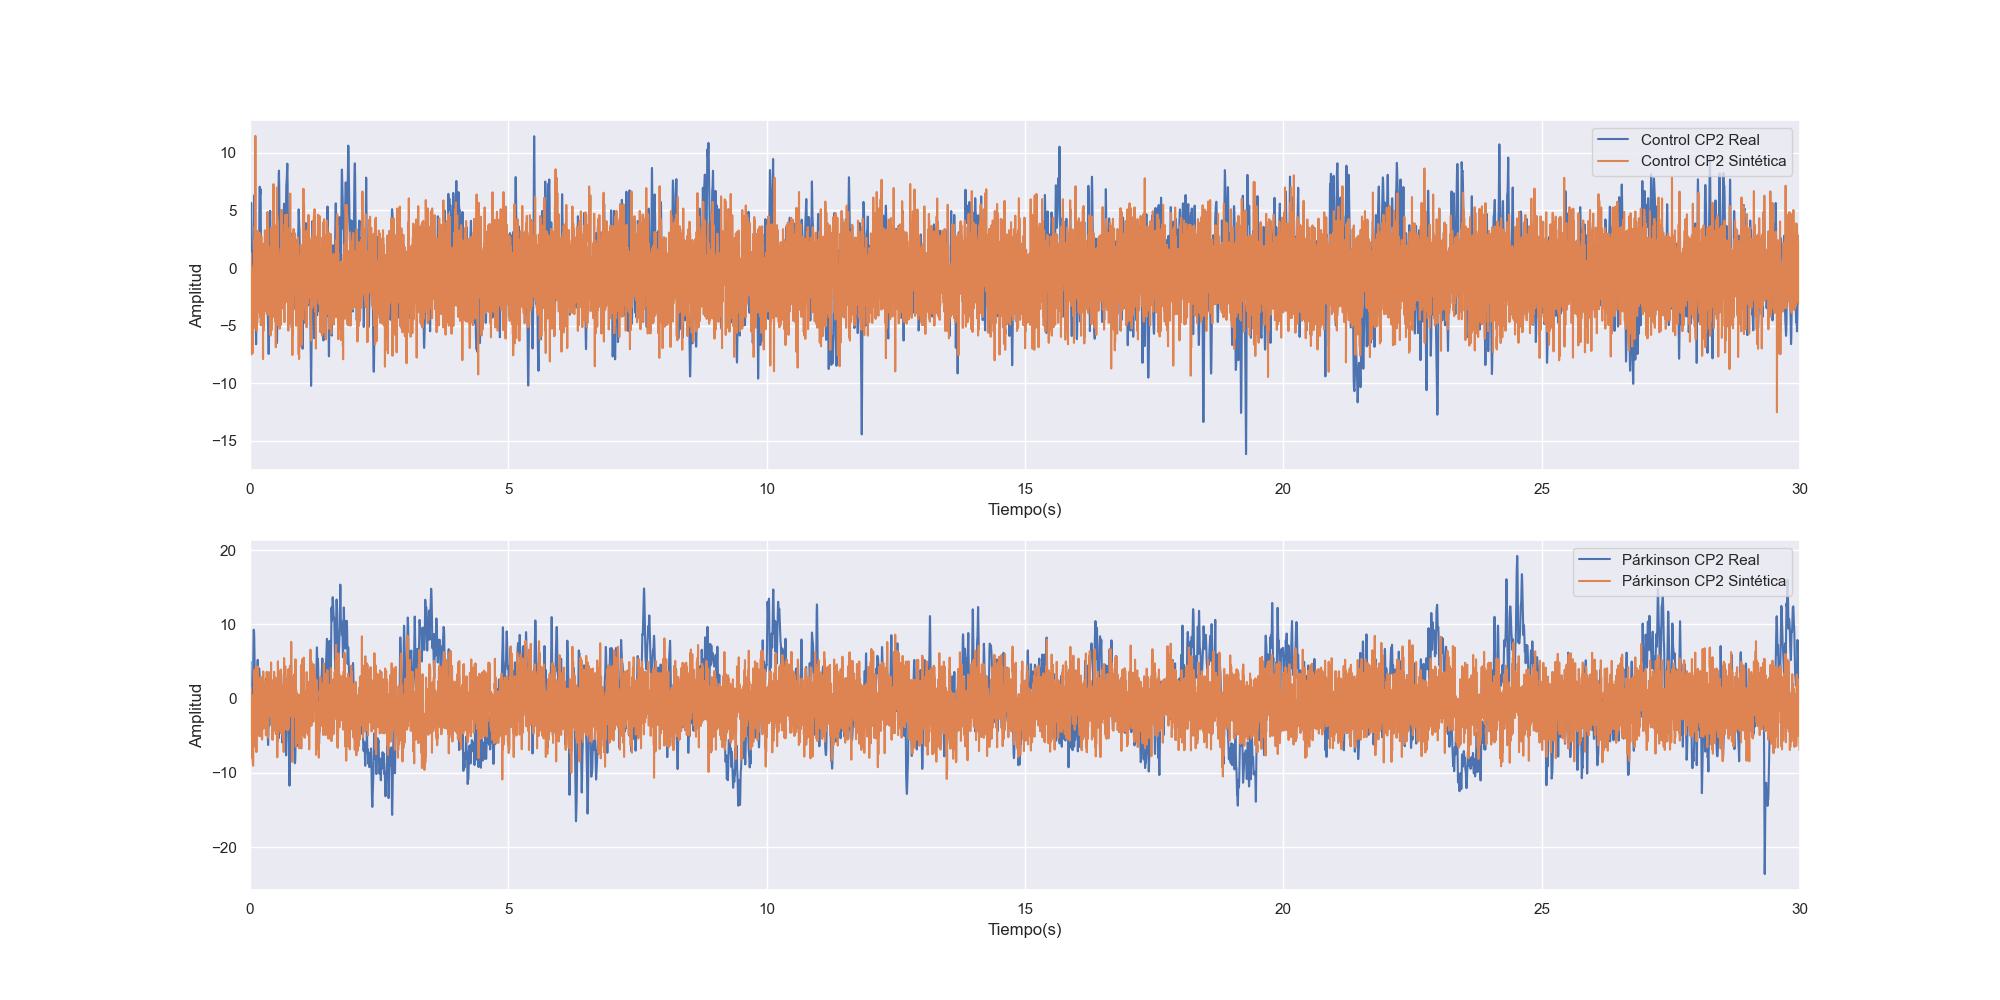 Control CP2 Real
Control CP2 Sintética
10
5
0
−5
−10
−15
Amplitud
0 5 10 15 20 25 30
Tiempo(s)
Párkinson CP2 Real
Párkinson CP2 Sintética
20
10
0
−10
−20
Amplitud
0 5 10 15 20 25 30
Tiempo(s)